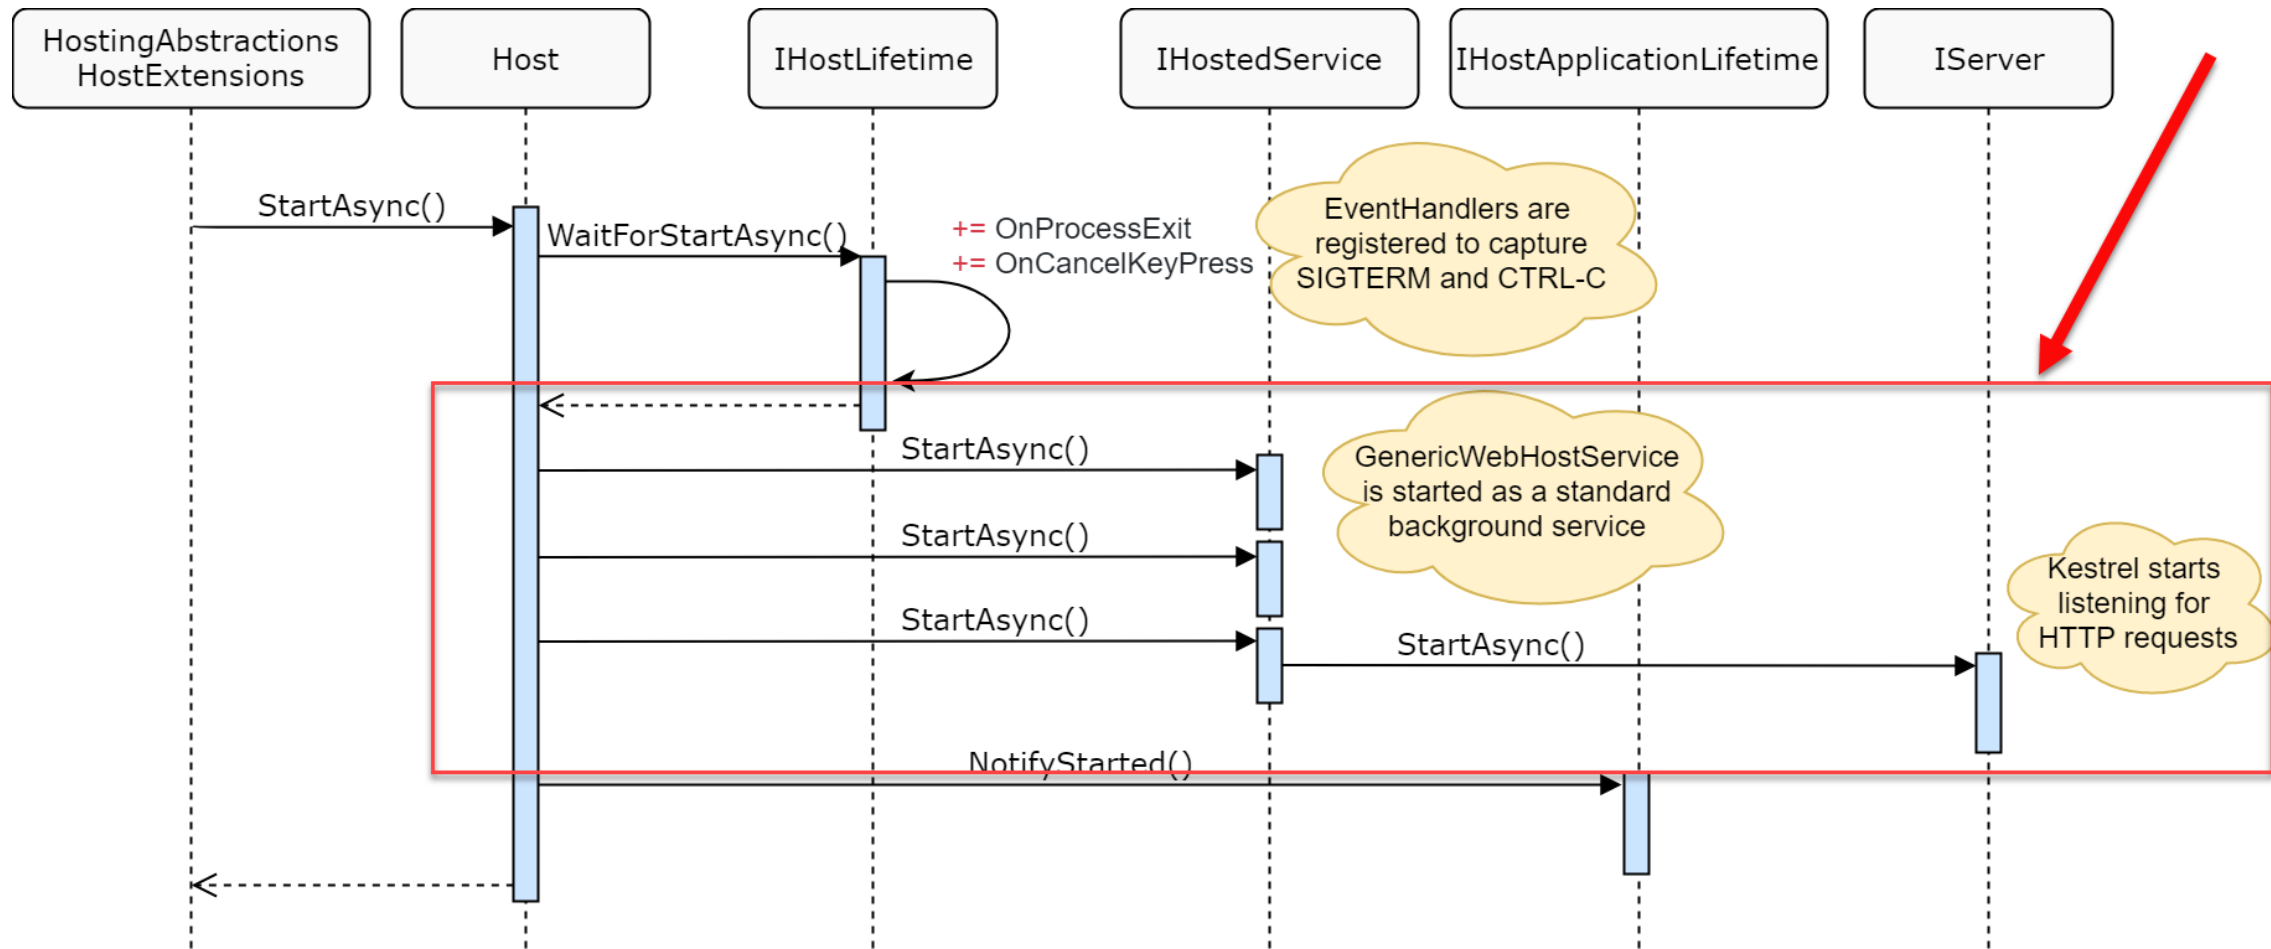 HostingAbstractions
HostExtensions
Host
IHostLifetime
IHostedService
IHostApplicationLifetime
IServer
StartAsync()
WaitForStartAsync()
+= OnProcessExit
+= OnCancelKeyPress
EventHandlers are
registered to capture
SIGTERM and CTRL-C
StartAsync()
GenericWebHostService
is started as a standard
background service
StartAsync()
Kestrel starts
listening for
HTTP requests
StartAsync()
StartAsync()
NotifyStarted()